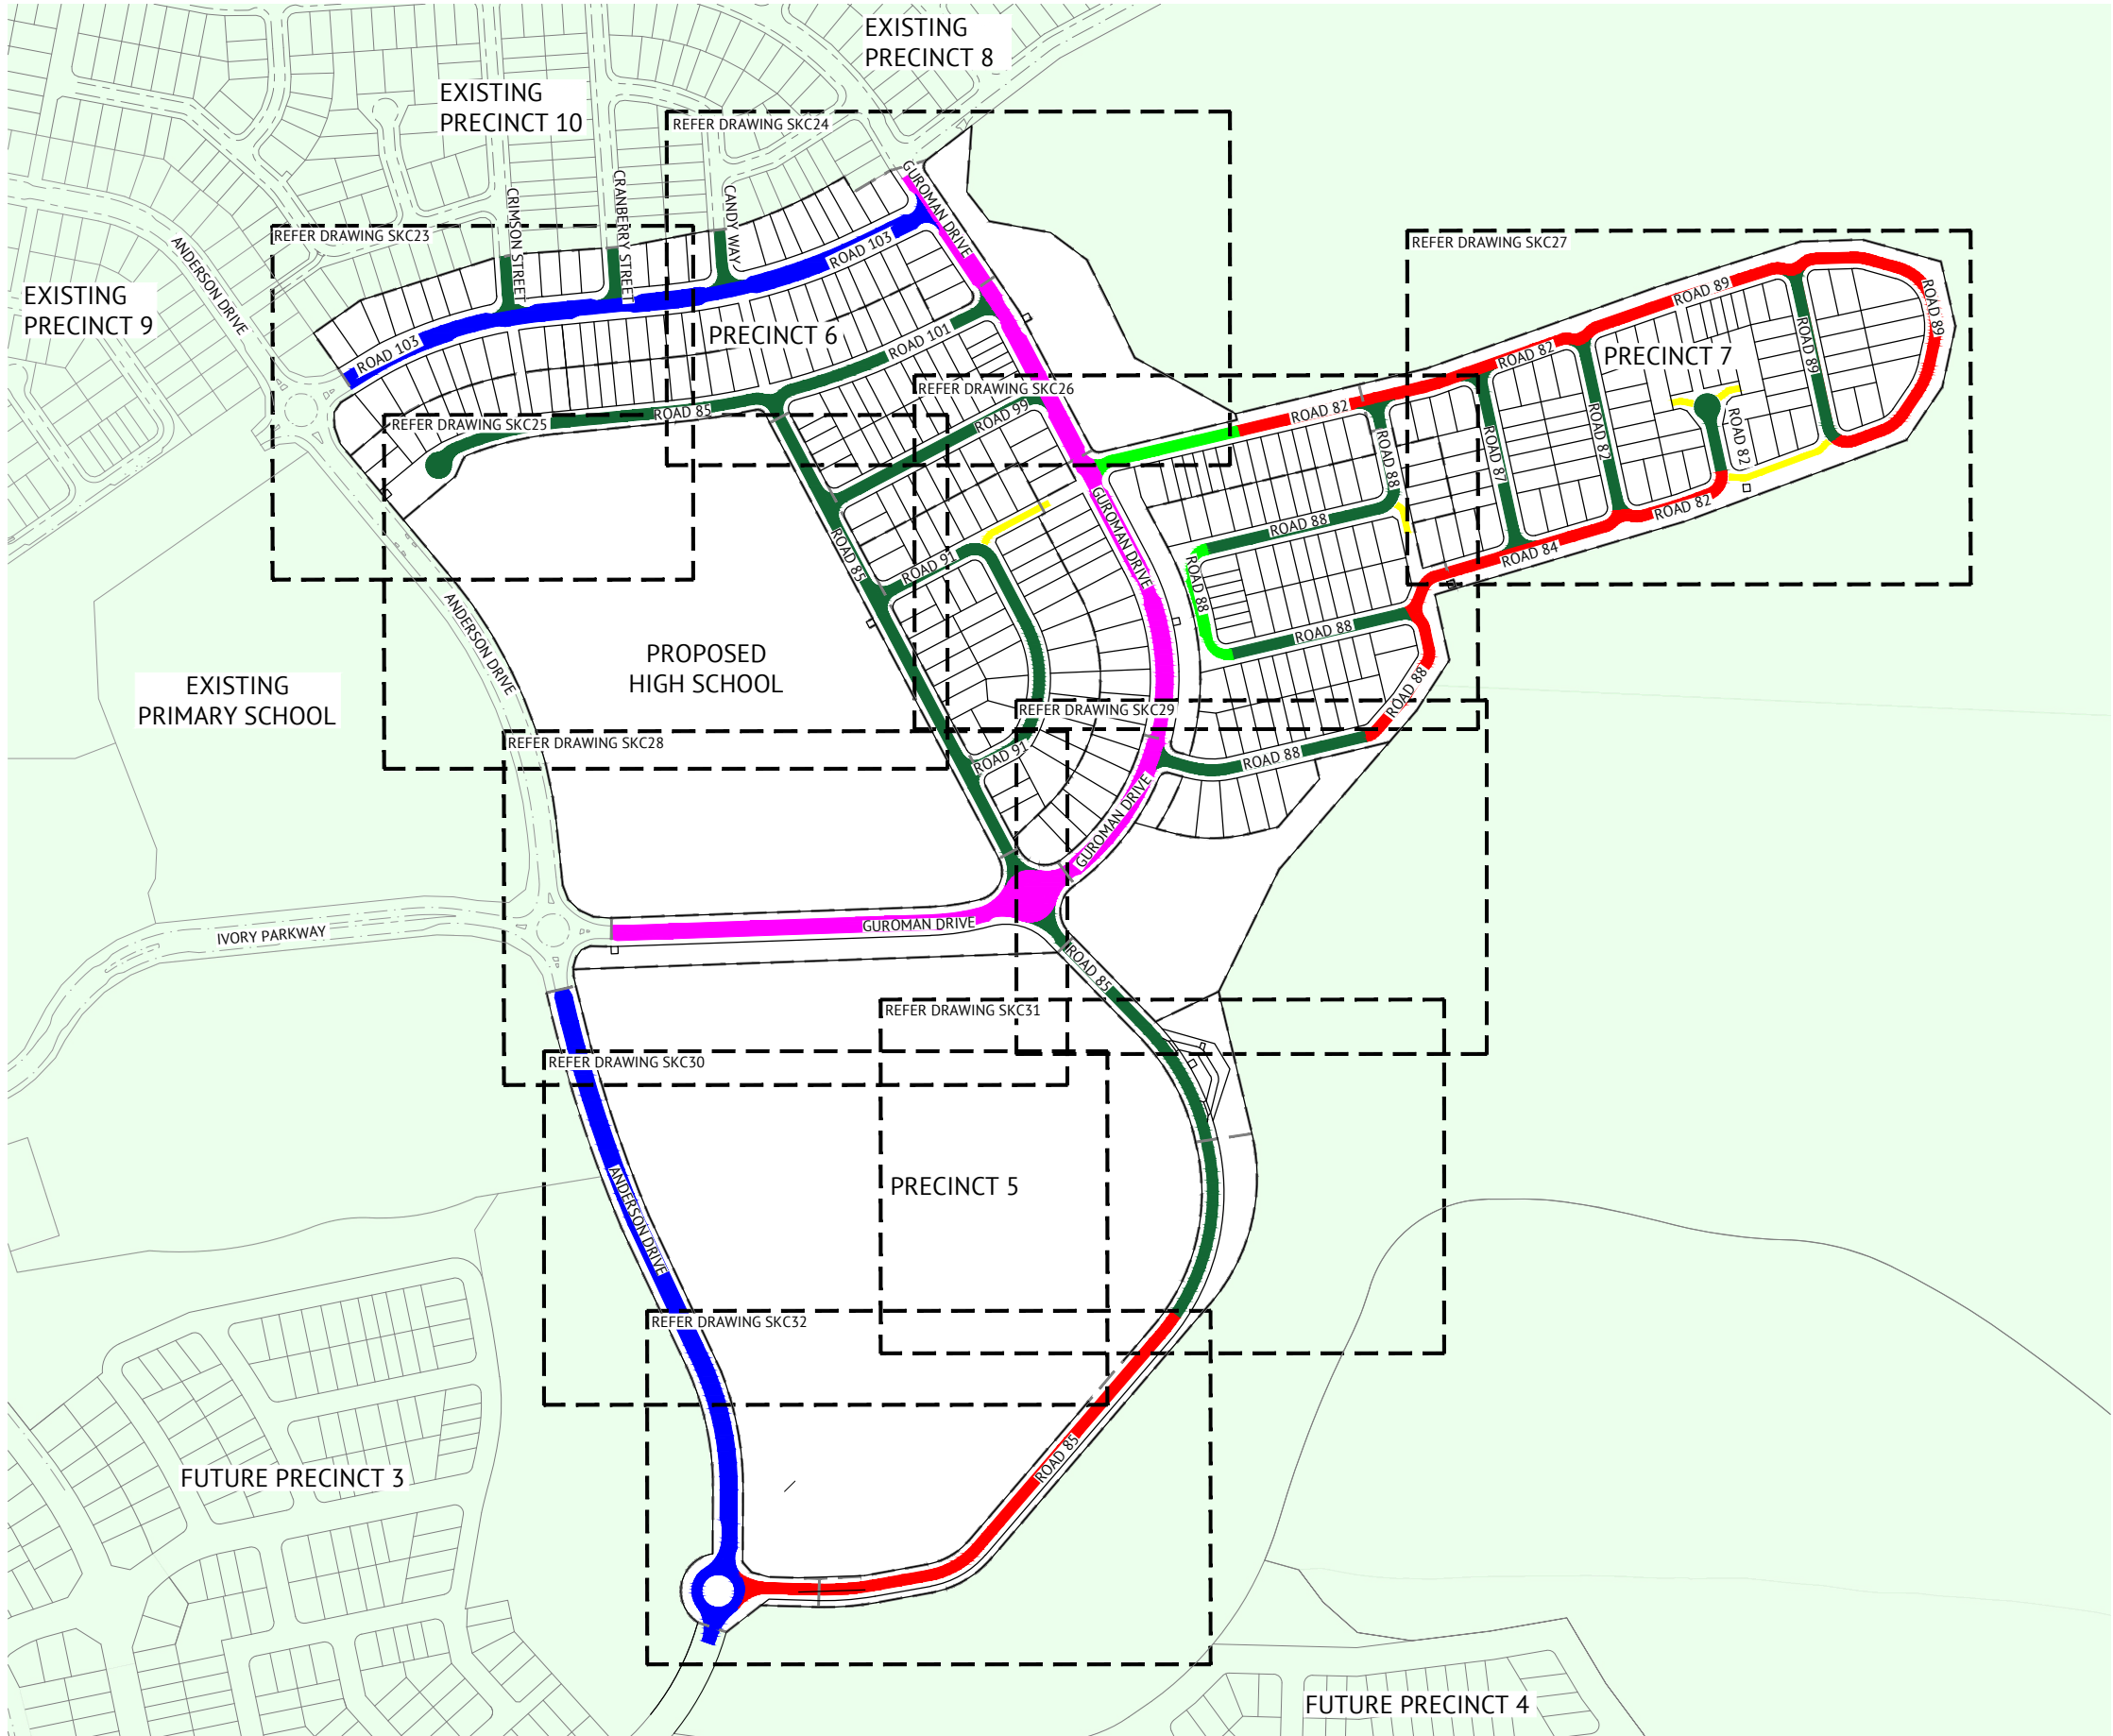 EXISTING
PRECINCT 8
EXISTING
PRECINCT 10
REFER DRAWING SKC24
GUROMAN DRIVE
CRIMSON STREET
CRANBERRY STREET
CANDY WAY
REFER DRAWING SKC23
ANDERSON DRIVE
ROAD 103
REFER DRAWING SKC27
EXISTING
PRECINCT 9
ROAD 89
ROAD 89
PRECINCT 6
ROAD 101
ROAD 103
ROAD 82
PRECINCT 7
ROAD 89
REFER DRAWING SKC26
ROAD 85
ROAD 99
ROAD 82
REFER DRAWING SKC25
ROAD 88
ROAD 87
ROAD 82
ROAD 82
GUROMAN DRIVE
ROAD 88
ROAD 82
ROAD 85
ROAD 91
ROAD 84
ROAD 88
ANDERSON DRIVE
ROAD 88
PROPOSED
HIGH SCHOOL
EXISTING
PRIMARY SCHOOL
ROAD 88
REFER DRAWING SKC29
REFER DRAWING SKC28
ROAD 91
ROAD 88
GUROMAN DRIVE
IVORY PARKWAY
GUROMAN DRIVE
ROAD 85
REFER DRAWING SKC31
REFER DRAWING SKC30
PRECINCT 5
ANDERSON DRIVE
REFER DRAWING SKC32
ROAD 85
FUTURE PRECINCT 3
FUTURE PRECINCT 4